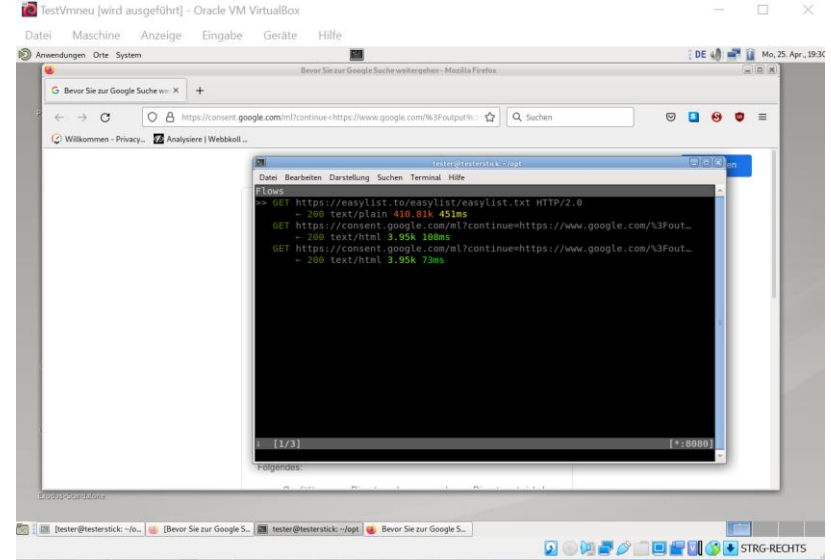 TestVmneu [wird ausgeführt] - Oracle VM VirtualBox
Datei Maschine Anzeige Eingabe Geräte Hilfe
Anwendungen Orte System
DE
Mo, 25. Apr., 19:30
Bevor Sie zur Google Suche weitergehen - Mozilla Firefox
G Bevor Sie zur Google Suche we
https://consent.google.com/ml?continue=https://www.google.com/%3Foutput%
Suchen
Willkommen - Privacy…
Analysiere | Webbkoll …
en
tester@testerstick: ~/opt
Datei Bearbeiten Darstellung Suchen Terminal Hilfe
Flows
>> GET https://easylist.to/easylist/easylist.txt HTTP/2.0
← 200 text/plain 410.81k 451ms
GET https://consent.google.com/ml?continue=https://www.google.com/%3Fout…
← 200 text/html 3.95k 108ms
GET https://consent.google.com/ml?continue=https://www.google.com/%3Fout…
← 200 text/html 3.95k 73ms
[1/3]
[*:8080]
Folgendes:
Exodus-Standalone
[tester@testerstick: ~/o…
[Bevor Sie zur Google S…
tester@testerstick: ~/opt
Bevor Sie zur Google S…
STRG-RECHTS